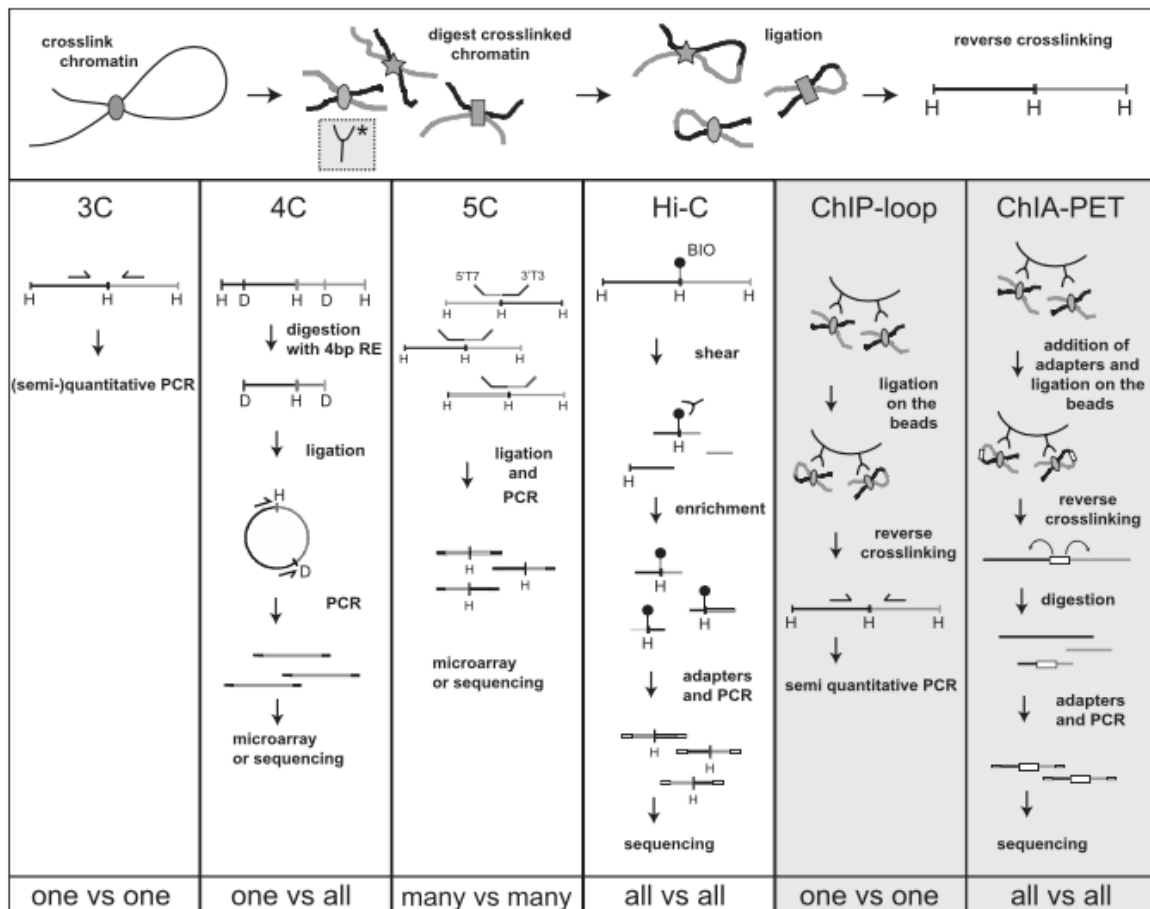 crosslink
chromatin
digest crosslinked
chromatin
*
ligation
reverse crosslinking
H H H
3C
H H H
(semi-)quantitative PCR
one vs one
4C
H D H D H
digestion
with 4bp RE
D H D
ligation
H
D
PCR
microarray
or sequencing
one vs all
5C
5'T7 3'T3
H H H
H H H
H H H
ligation
and
PCR
H
H
H
microarray
or sequencing
many vs many
Hi-C
BIO
H H H
shear
H
enrichment
H
H
H
adapters
and PCR
H
H
H
sequencing
all vs all
ChIP-loop
ligation
on the
beads
reverse
crosslinking
H H H
semi quantitative PCR
one vs one
ChIA-PET
addition of
adapters and
ligation on the
beads
reverse
crosslinking
digestion
adapters
and PCR
sequencing
all vs all